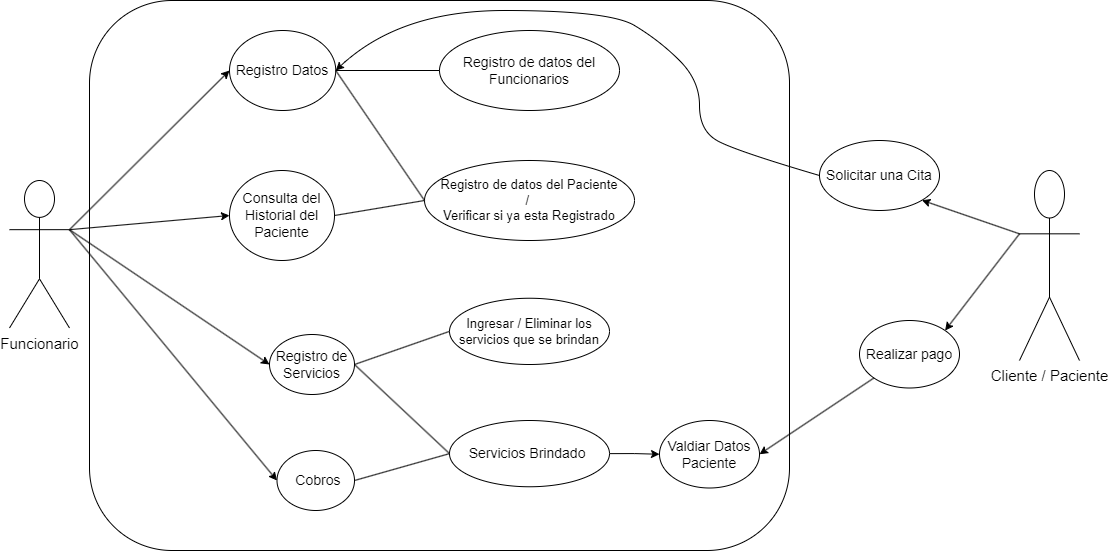 Registro Datos
Registro de datos del
Funcionarios
Solicitar una Cita
Consulta del
Historial del
Paciente
Registro de datos del Paciente
/
Verificar si ya esta Registrado
Funcionario
Ingresar / Eliminar los
servicios que se brindan
Registro de
Servicios
Realizar pago
Cliente / Paciente
Servicios Brindado
Valdiar Datos
Paciente
Cobros